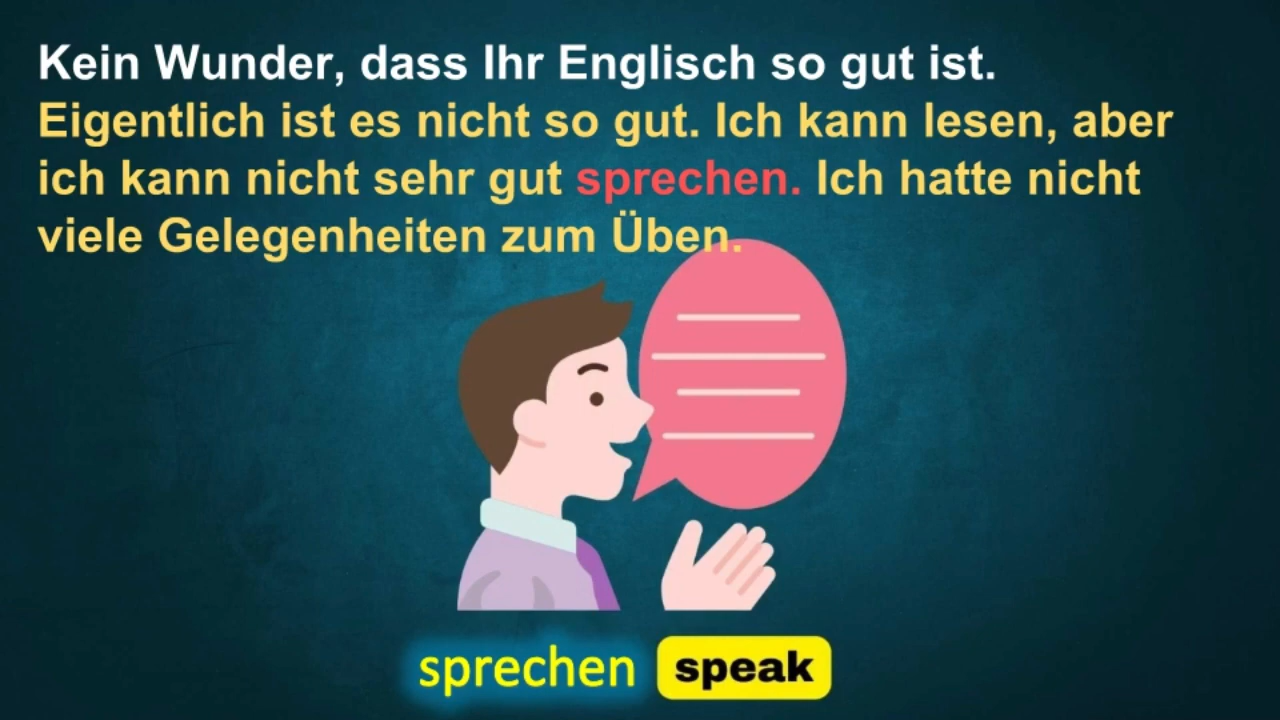 Kein Wunder, dass Ihr Englisch so gut ist.
Eigentlich ist es nicht so gut. Ich kann lesen, aber
ich kann nicht sehr gut sprechen. Ich hatte nicht
viele Gelegenheiten zum Üben.
sprechen speak